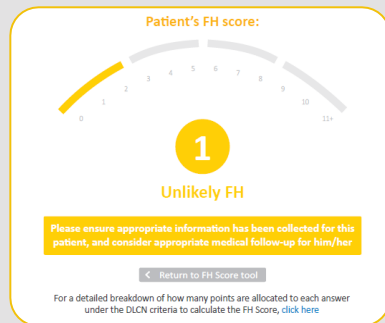 Patient's FH score:
0 1 2 3 4 5 6 7 8 9 10 11+
1
Unlikely FH
Please ensure appropriate information has been collected for this
patient, and consider appropriate medical follow-up for him/her
< Return to FH Score tool
For a detailed breakdown of how many points are allocated to each answer
under the DLCN criteria to calculate the FH Score, click here